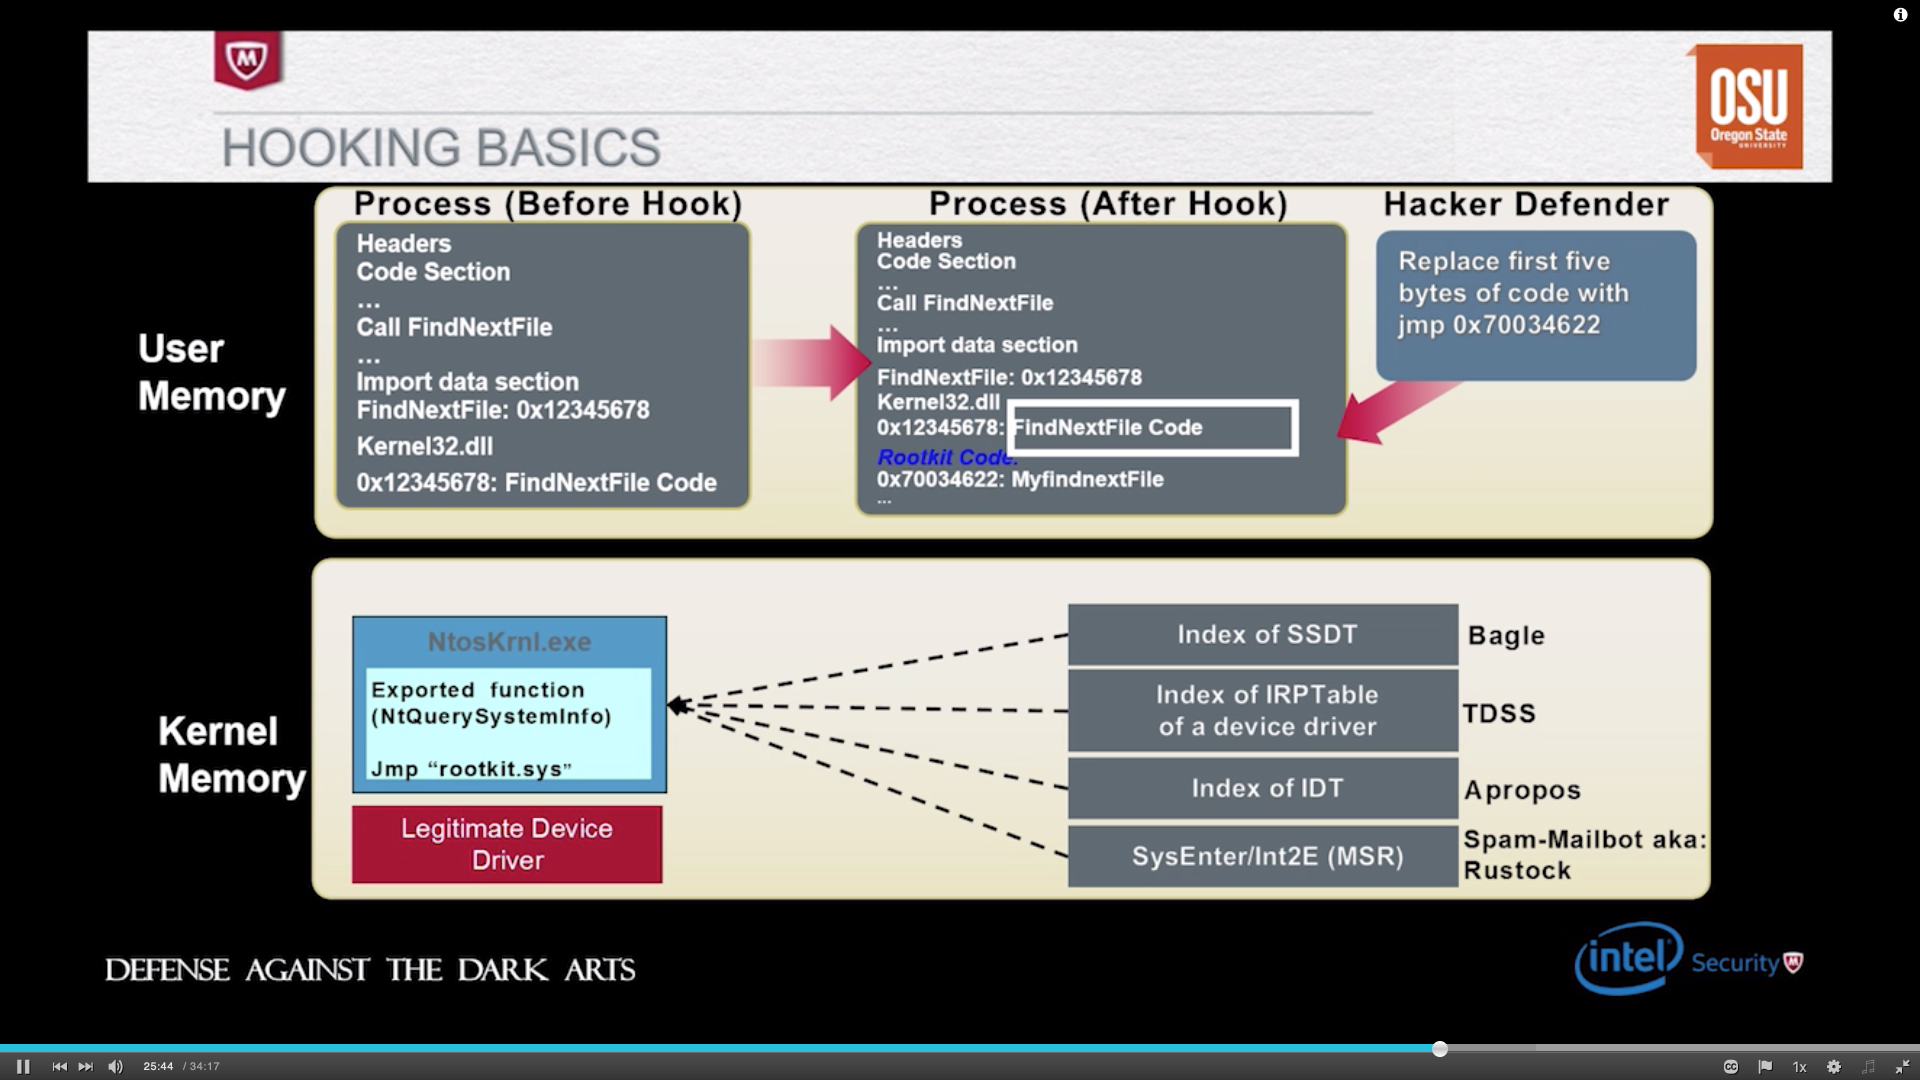 M
OSU
Oregon State
UNIVERSITY
HOOKING BASICS
Process (Before Hook)
Process (After Hook)
Hacker Defender
User
Memory
Headers
Code Section
...
Call FindNextFile
...
Import data section
FindNextFile: 0x12345678
Kernel32.dll
0x12345678: FindNextFile Code
Headers
Code Section
...
Call FindNextFile
...
Import data section
FindNextFile: 0x12345678
Kernel32.dll
0x12345678: FindNextFile Code
Rootkit Code:
0x70034622: MyfindnextFile
...
Replace first five
bytes of code with
jmp 0x70034622
Kernel
Memory
NtosKrnl.exe
Exported function
(NtQuerySystemInfo)
Jmp “rootkit.sys”
Legitimate Device
Driver
Index of SSDT
Bagle
Index of IRPTable
of a device driver
TDSS
Index of IDT
Apropos
SysEnter/Int2E (MSR)
Spam-Mailbot aka:
Rustock
DEFENSE AGAINST THE DARK ARTS
intel Security
25:44 / 34:17
CC
1x